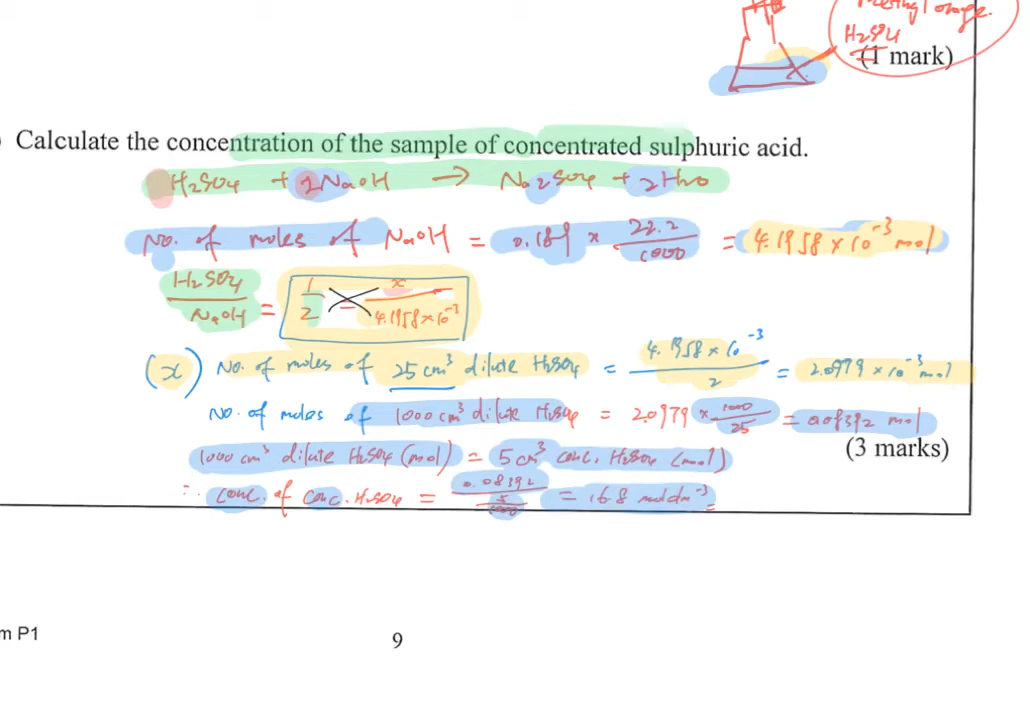 methyl orange.
H2SO4
(1 mark)
Calculate the concentration of the sample of concentrated sulphuric acid.
H2SO4 + 2NaOH → Na2SO4 + 2H2O
No. of moles of NaOH = 0.189 × 22.2/1000 = 4.1958 × 10⁻³ mol
H2SO4/NaOH = 1/2 = x/4.1958×10⁻³
(x) No. of moles of 25 cm³ dilute H2SO4 = 4.1958 × 10⁻³/2 = 2.0979 × 10⁻³ mol
No. of moles of 1000 cm³ dilute H2SO4 = 2.0979 × 1000/25 = 0.08392 mol
(3 marks)
1000 cm³ dilute H2SO4 (mol) = 5 cm³ conc. H2SO4 (mol)
∴ conc. of conc. H2SO4 = 0.08392/(5/1000) = 16.8 mol dm⁻³
m P1
9